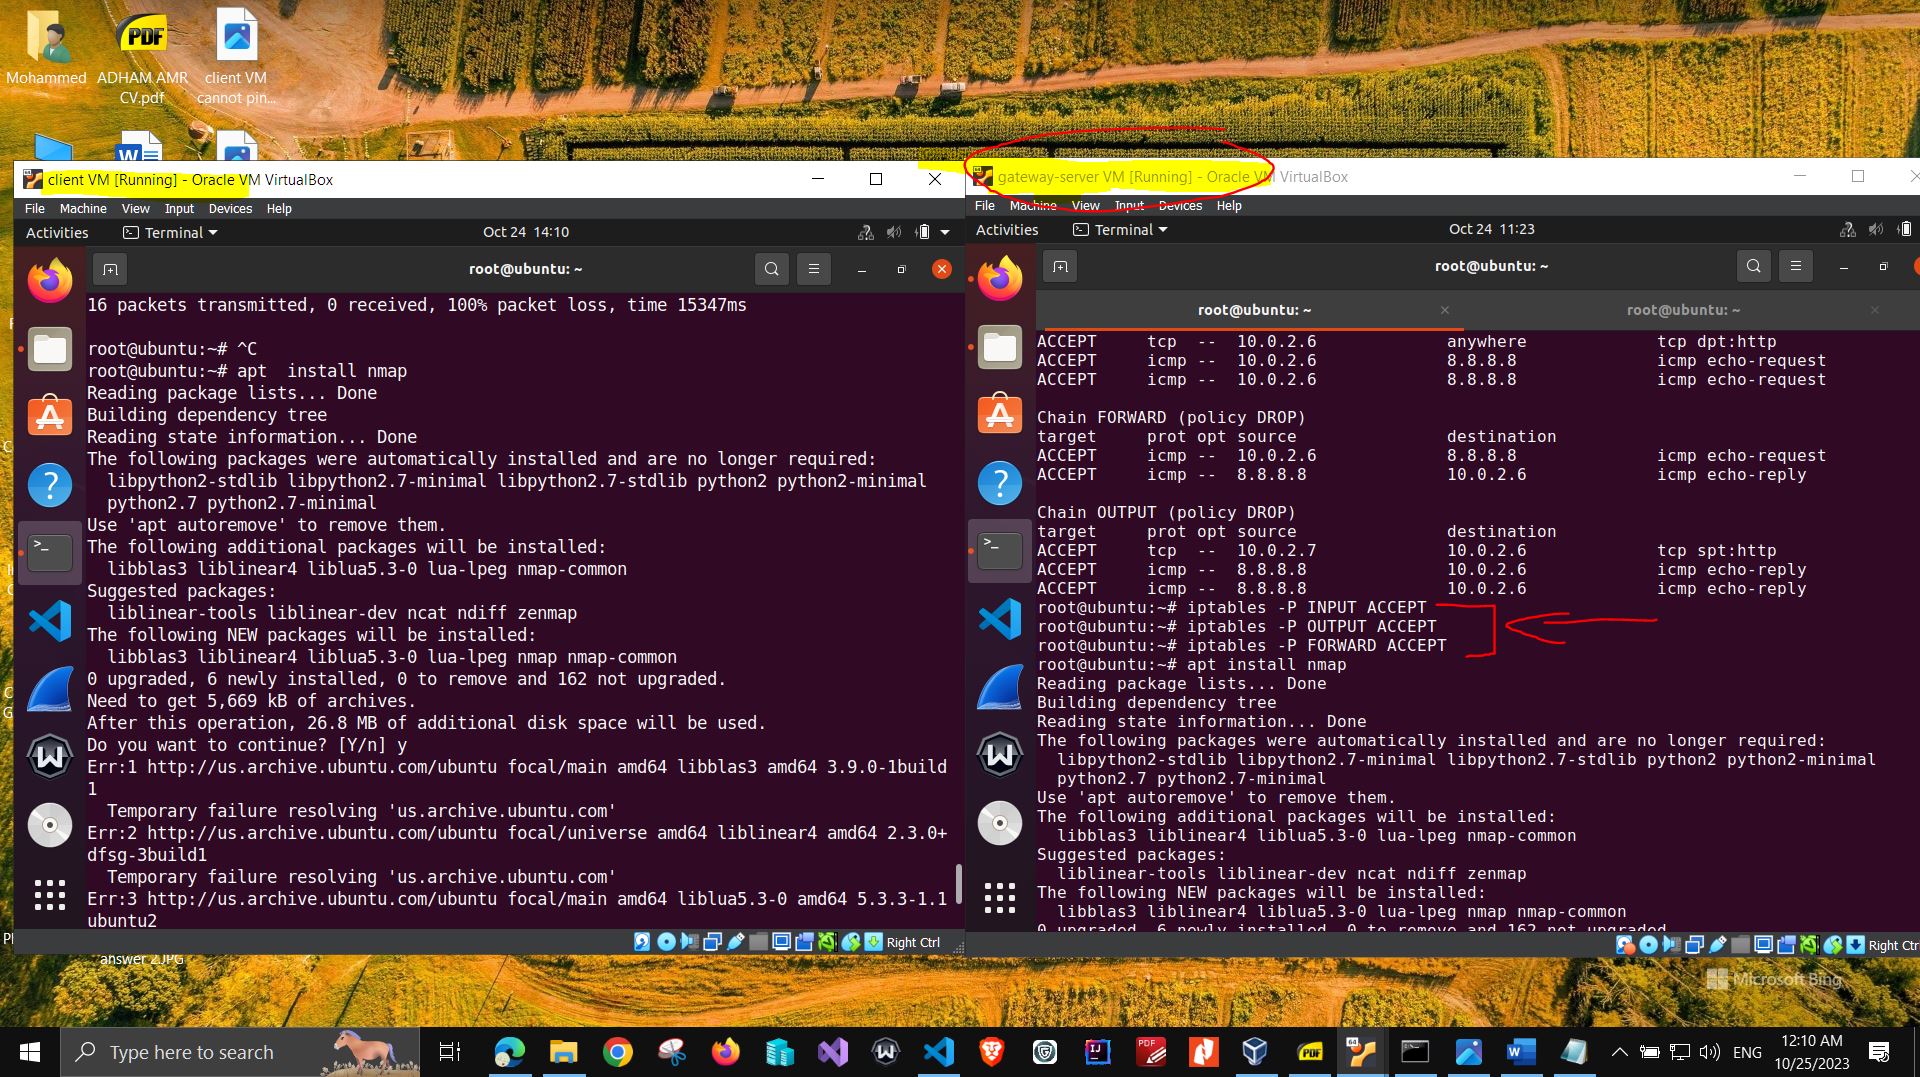 Mohammed
ADHAM AMR CV.pdf
client VM cannot pin...
client VM [Running] - Oracle VM VirtualBox
File Machine View Input Devices Help
Activities Terminal Oct 24 14:10
root@ubuntu: ~
16 packets transmitted, 0 received, 100% packet loss, time 15347ms
root@ubuntu:~# ^C
root@ubuntu:~# apt  install nmap
Reading package lists... Done
Building dependency tree
Reading state information... Done
The following packages were automatically installed and are no longer required:
libpython2-stdlib libpython2.7-minimal libpython2.7-stdlib python2 python2-minimal
python2.7 python2.7-minimal
Use 'apt autoremove' to remove them.
The following additional packages will be installed:
libblas3 liblinear4 liblua5.3-0 lua-lpeg nmap-common
Suggested packages:
liblinear-tools liblinear-dev ncat ndiff zenmap
The following NEW packages will be installed:
libblas3 liblinear4 liblua5.3-0 lua-lpeg nmap nmap-common
0 upgraded, 6 newly installed, 0 to remove and 162 not upgraded.
Need to get 5,669 kB of archives.
After this operation, 26.8 MB of additional disk space will be used.
Do you want to continue? [Y/n] y
Err:1 http://us.archive.ubuntu.com/ubuntu focal/main amd64 libblas3 amd64 3.9.0-1build
1
Temporary failure resolving 'us.archive.ubuntu.com'
Err:2 http://us.archive.ubuntu.com/ubuntu focal/universe amd64 liblinear4 amd64 2.3.0+
dfsg-3build1
Temporary failure resolving 'us.archive.ubuntu.com'
Err:3 http://us.archive.ubuntu.com/ubuntu focal/main amd64 liblua5.3-0 amd64 5.3.3-1.1
ubuntu2
Right Ctrl
gateway-server VM [Running] - Oracle VM VirtualBox
File Machine View Input Devices Help
Activities Terminal Oct 24 11:23
root@ubuntu: ~
root@ubuntu: ~ root@ubuntu: ~
ACCEPT tcp -- 10.0.2.6 anywhere tcp dpt:http
ACCEPT icmp -- 10.0.2.6 8.8.8.8 icmp echo-request
ACCEPT icmp -- 10.0.2.6 8.8.8.8 icmp echo-request
Chain FORWARD (policy DROP)
target prot opt source destination
ACCEPT icmp -- 10.0.2.6 8.8.8.8 icmp echo-request
ACCEPT icmp -- 8.8.8.8 10.0.2.6 icmp echo-reply
Chain OUTPUT (policy DROP)
target prot opt source destination
ACCEPT tcp -- 10.0.2.7 10.0.2.6 tcp spt:http
ACCEPT icmp -- 8.8.8.8 10.0.2.6 icmp echo-reply
ACCEPT icmp -- 8.8.8.8 10.0.2.6 icmp echo-reply
root@ubuntu:~# iptables -P INPUT ACCEPT
root@ubuntu:~# iptables -P OUTPUT ACCEPT
root@ubuntu:~# iptables -P FORWARD ACCEPT
root@ubuntu:~# apt install nmap
Reading package lists... Done
Building dependency tree
Reading state information... Done
The following packages were automatically installed and are no longer required:
libpython2-stdlib libpython2.7-minimal libpython2.7-stdlib python2 python2-minimal
python2.7 python2.7-minimal
Use 'apt autoremove' to remove them.
The following additional packages will be installed:
libblas3 liblinear4 liblua5.3-0 lua-lpeg nmap-common
Suggested packages:
liblinear-tools liblinear-dev ncat ndiff zenmap
The following NEW packages will be installed:
libblas3 liblinear4 liblua5.3-0 lua-lpeg nmap nmap-common
0 upgraded, 6 newly installed, 0 to remove and 162 not upgraded
Right Ctr
answer 2JPG
Microsoft Bing
Type here to search
ENG
12:10 AM
10/25/2023